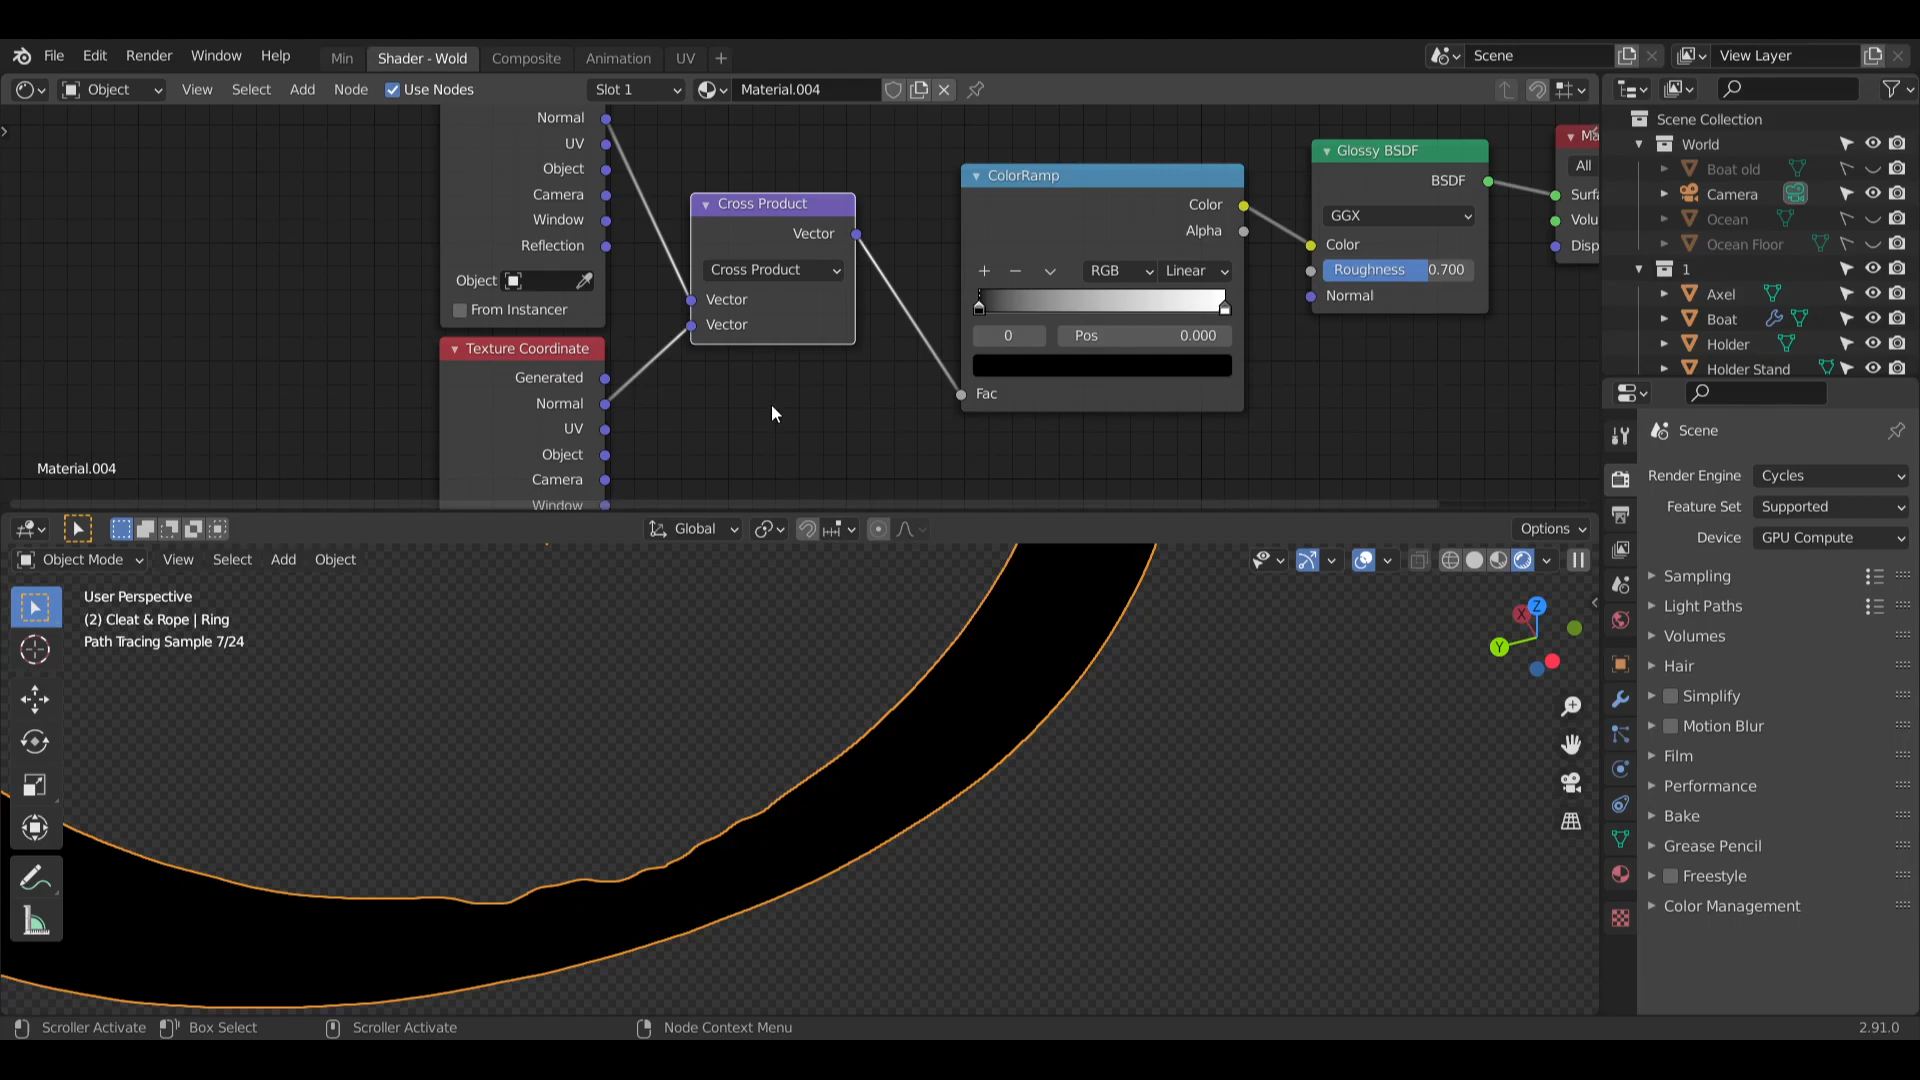 File Edit Render Window Help Min Shader - Wold Composite Animation UV Scene View Layer
Object View Select Add Node Use Nodes Slot 1 Material.004
Normal
UV
Object
Camera
Window
Reflection
Object
From Instancer
Texture Coordinate
Generated
Normal
UV
Object
Camera
Window
Material.004
Cross Product
Vector
Cross Product
Vector
Vector
ColorRamp
Color
Alpha
RGB Linear
0 Pos 0.000
Fac
Glossy BSDF
BSDF
GGX
Color
Roughness 0.700
Normal
Ma
All
Surfa
Volu
Disp
Scene Collection
World
Boat old
Camera
Ocean
Ocean Floor
1
Axel
Boat
Holder
Holder Stand
Scene
Render Engine Cycles
Feature Set Supported
Device GPU Compute
Sampling
Light Paths
Volumes
Hair
Simplify
Motion Blur
Film
Performance
Bake
Grease Pencil
Freestyle
Color Management
Global Options
Object Mode View Select Add Object
User Perspective
(2) Cleat & Rope | Ring
Path Tracing Sample 7/24
X
Z
Y
Scroller Activate Box Select Scroller Activate Node Context Menu 2.91.0